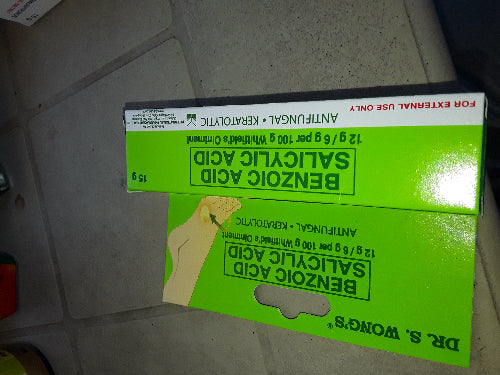 DR. S. WONG'S®
BENZOIC ACID
SALICYLIC ACID
12 g / 6 g per 100 g Whitfield's Ointment
ANTIFUNGAL • KERATOLYTIC
BENZOIC ACID
SALICYLIC ACID
12 g / 6 g per 100 g Whitfield's Ointment
15 g
ANTIFUNGAL • KERATOLYTIC
FOR EXTERNAL USE ONLY